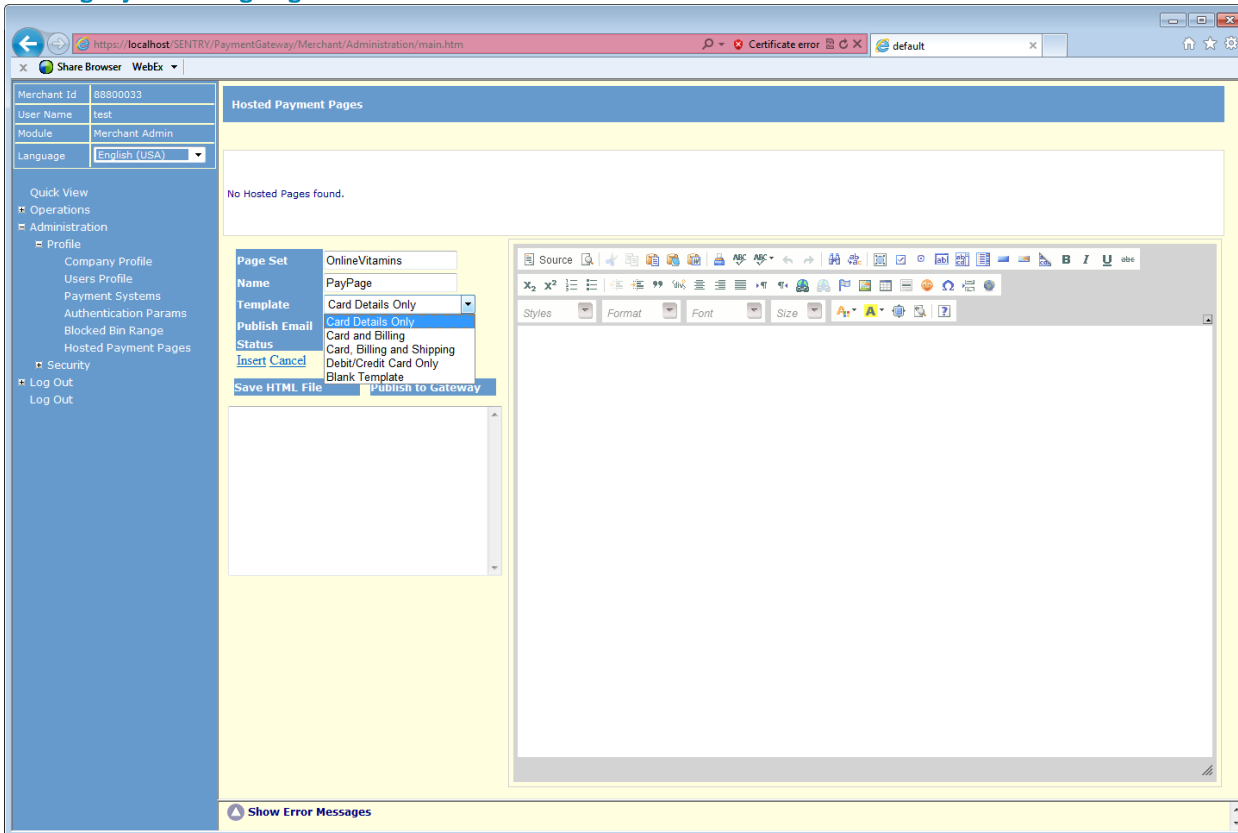 https://localhost/SENTRY/PaymentGateway/Merchant/Administration/main.htm
Certificate error
default
x Share Browser WebEx
Merchant Id 88800033
User Name test
Module Merchant Admin
Language English (USA)
Quick View
Operations
Administration
Profile
Company Profile
Users Profile
Payment Systems
Authentication Params
Blocked Bin Range
Hosted Payment Pages
Security
Log Out
Log Out
Hosted Payment Pages
No Hosted Pages found.
Page Set OnlineVitamins
Name PayPage
Template Card Details Only
Card Details Only
Card and Billing
Card, Billing and Shipping
Debit/Credit Card Only
Blank Template
Publish Email
Status
Insert Cancel
Save HTML File Publish to Gateway
Source
B I U abc
Styles Format Font Size
Show Error Messages